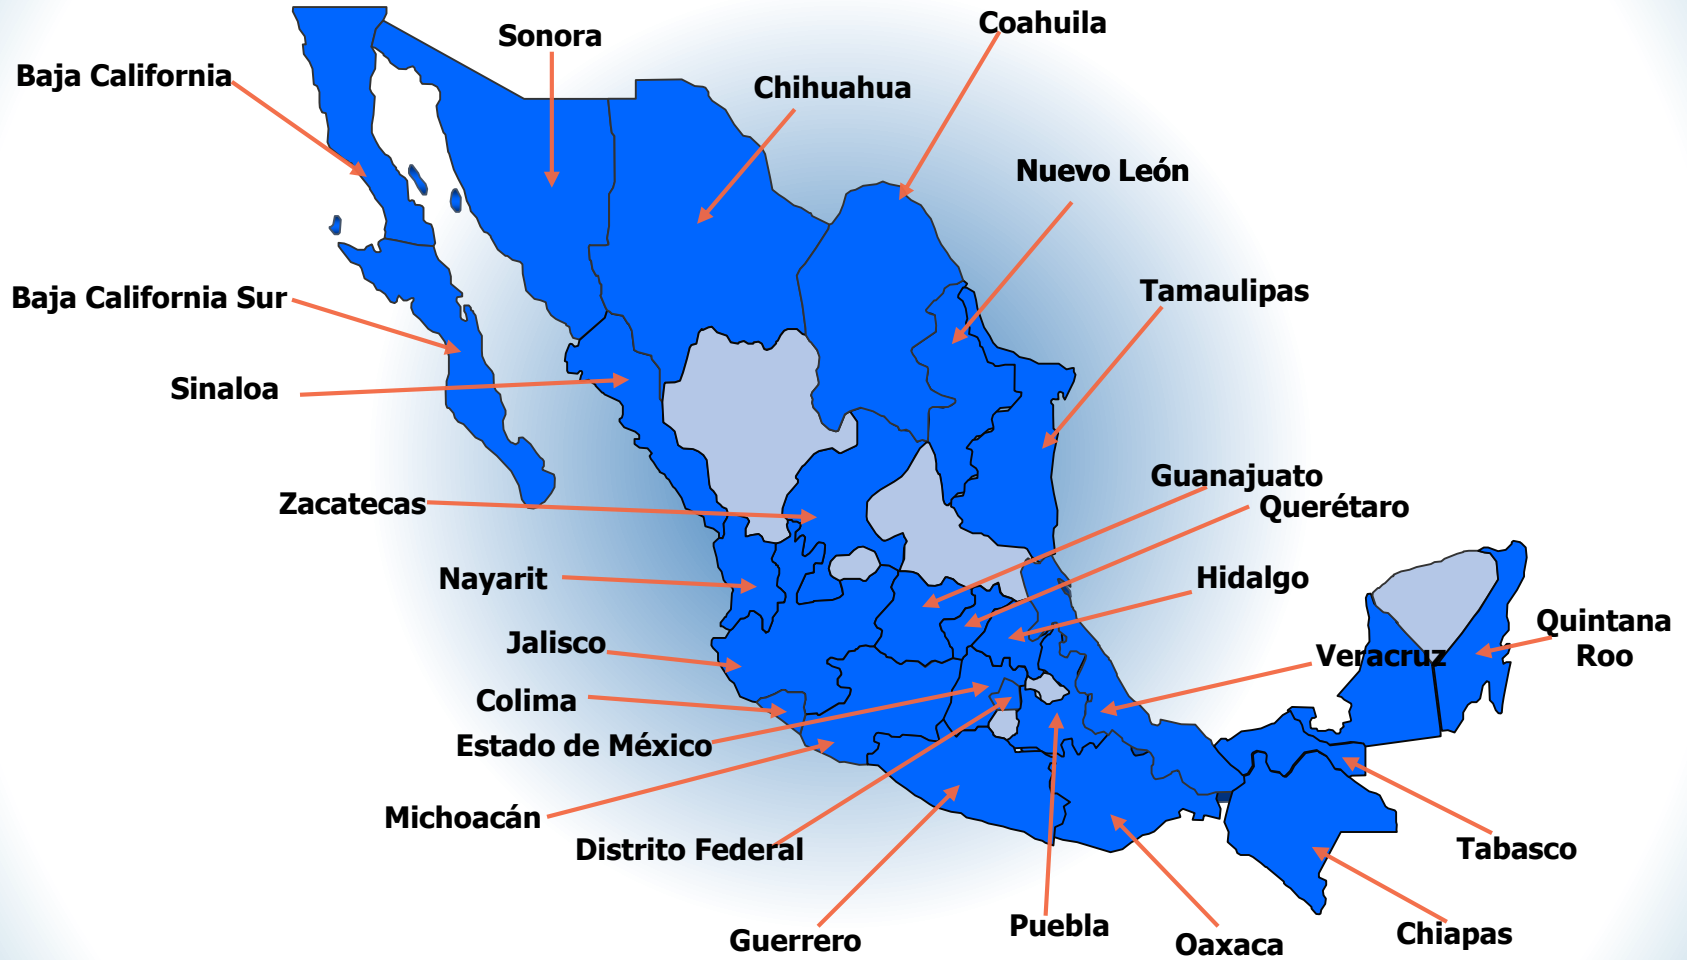 Coahuila
Sonora
Baja California
Chihuahua
Nuevo León
Tamaulipas
Baja California Sur
Sinaloa
Guanajuato
Zacatecas
Querétaro
Nayarit
Hidalgo
Quintana
Roo
Jalisco
Veracruz
Colima
Estado de México
Michoacán
Distrito Federal
Tabasco
Puebla
Chiapas
Guerrero
Oaxaca